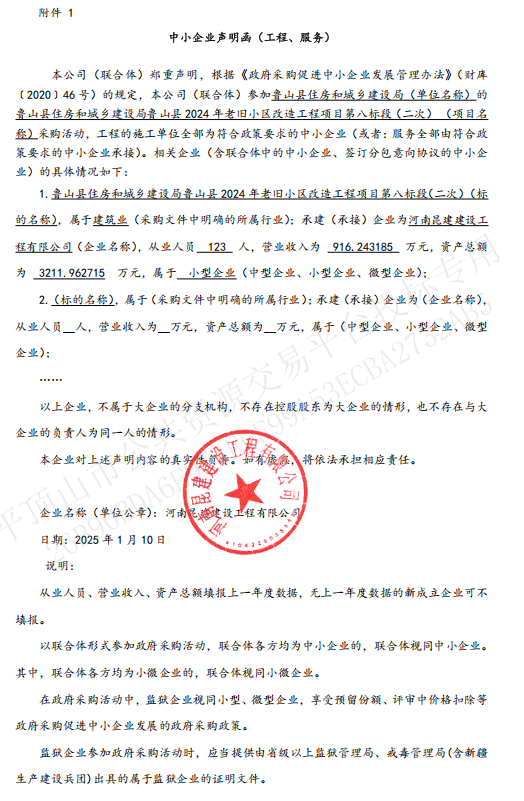 附件 1
中小企业声明函（工程、服务）
本公司（联合体）郑重声明，根据《政府采购促进中小企业发展管理办法》（财库
〔2020〕46 号）的规定，本公司（联合体）参加鲁山县住房和城乡建设局（单位名称）的
鲁山县住房和城乡建设局鲁山县 2024 年老旧小区改造工程项目第八标段（二次）（项目名
称）采购活动，工程的施工单位全部为符合政策要求的中小企业（或者：服务全部由符合政
策要求的中小企业承接）。相关企业（含联合体中的中小企业、签订分包意向协议的中小企
业）的具体情况如下：
1.鲁山县住房和城乡建设局鲁山县 2024 年老旧小区改造工程项目第八标段(二次)(标
的名称)，属于建筑业（采购文件中明确的所属行业）；承建（承接）企业为河南昆建建设工
程有限公司（企业名称），从业人员 123 人，营业收入为 916.243185 万元，资产总额
为 3211.962715 万元，属于 小型企业（中型企业、小型企业、微型企业）；
2.（标的名称），属于（采购文件中明确的所属行业）；承建（承接）企业为（企业名称），
从业人员__人，营业收入为__万元，资产总额为__万元，属于（中型企业、小型企业、微型
企业）；
……
以上企业，不属于大企业的分支机构，不存在控股股东为大企业的情形，也不存在与大
企业的负责人为同一人的情形。
本企业对上述声明内容的真实性负责。如有虚假，将依法承担相应责任。
企业名称（单位公章）：河南昆建建设工程有限公司
日期：2025 年 1 月 10 日
说明：
从业人员、营业收入、资产总额填报上一年度数据，无上一年度数据的新成立企业可不
填报。
以联合体形式参加政府采购活动，联合体各方均为中小企业的，联合体视同中小企业。
其中，联合体各方均为小微企业的，联合体视同小微企业。
在政府采购活动中，监狱企业视同小型、微型企业，享受预留份额、评审中价格扣除等
政府采购促进中小企业发展的政府采购政策。
监狱企业参加政府采购活动时，应当提供由省级以上监狱管理局、戒毒管理局(含新疆
生产建设兵团)出具的属于监狱企业的证明文件。
河南昆建建设工程有限公司
平顶山市公共资源交易平台投标专用